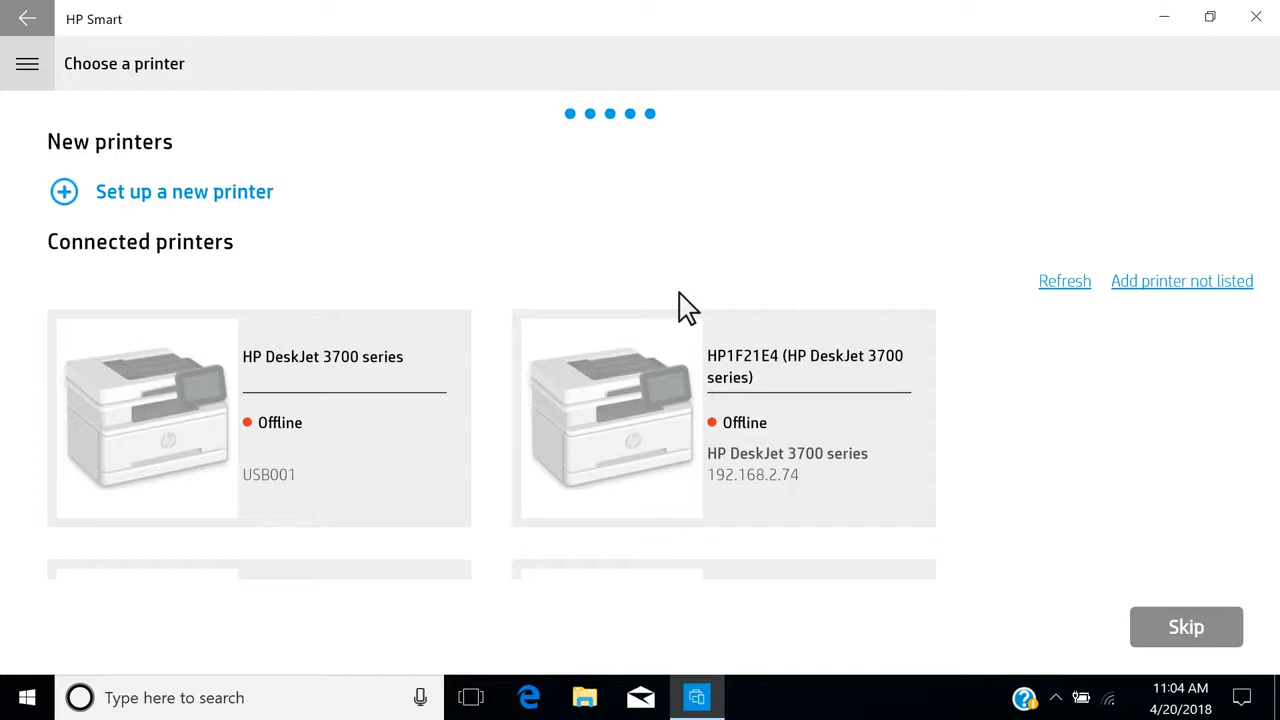 HP Smart
Choose a printer
New printers
Set up a new printer
Connected printers
Refresh
Add printer not listed
HP DeskJet 3700 series
Offline
USB001
HP1F21E4 (HP DeskJet 3700
series)
Offline
HP DeskJet 3700 series
192.168.2.74
Skip
Type here to search
11:04 AM
4/20/2018